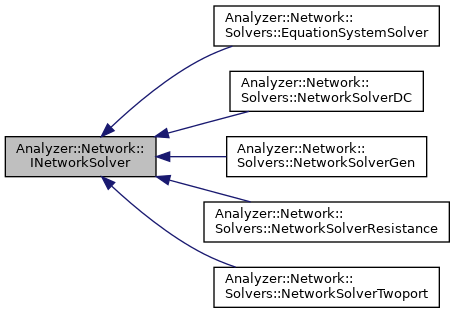 Analyzer::Network::
Solvers::EquationSystemSolver
Analyzer::Network::
Solvers::NetworkSolverDC
Analyzer::Network::
INetworkSolver
Analyzer::Network::
Solvers::NetworkSolverGen
Analyzer::Network::
Solvers::NetworkSolverResistance
Analyzer::Network::
Solvers::NetworkSolverTwoport